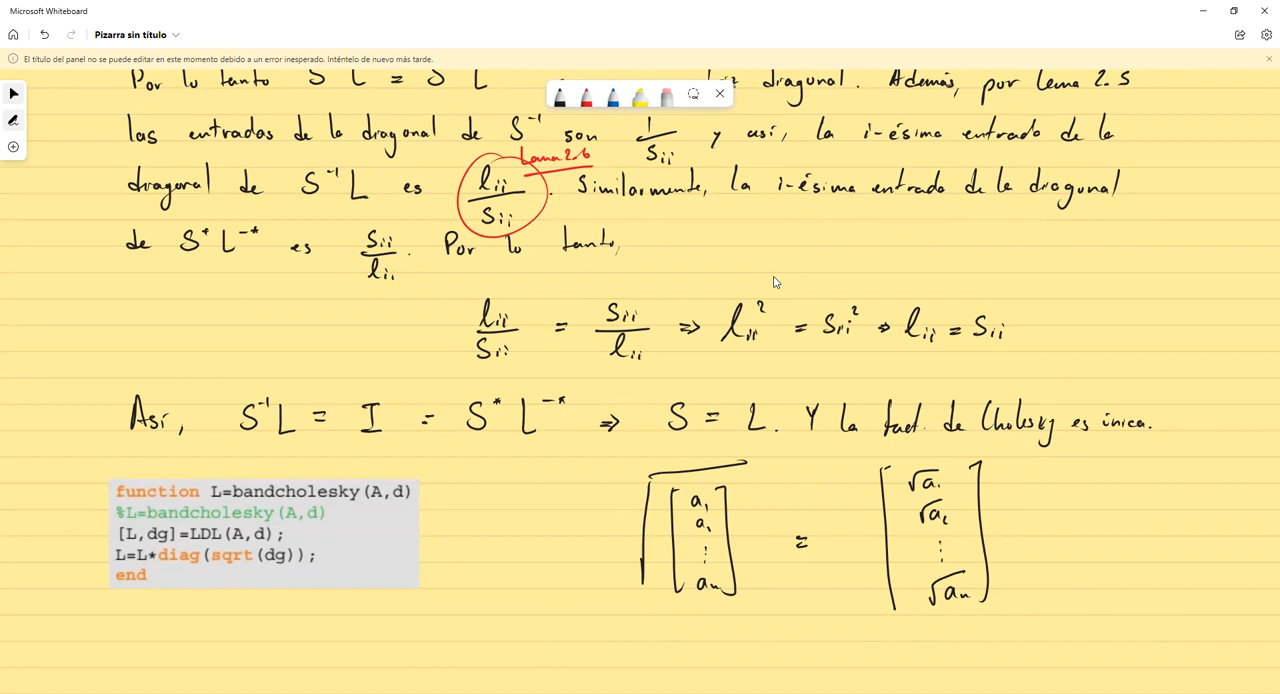 Microsoft Whiteboard
Pizarra sin título
El título del panel no se puede editar en este momento debido a un error inesperado. Inténtelo de nuevo más tarde.
Por lo tanto S L = S L diagonal. Además, por lema 2.5
las entradas de la diagonal de S⁻¹ son 1/sᵢᵢ y así, la i-ésima entrada de la
Lema 2.6
diagonal de S⁻¹L es lᵢᵢ/sᵢᵢ. Similarmente, la i-ésima entrada de la diagonal
de S*L⁻* es sᵢᵢ/lᵢᵢ. Por lo tanto,
lᵢᵢ/sᵢᵢ = sᵢᵢ/lᵢᵢ ⇒ lᵢᵢ² = sᵢᵢ² ⇒ lᵢᵢ = sᵢᵢ
Así, S⁻¹L = I = S*L⁻* ⇒ S = L. Y la fact. de Cholesky es única.
function L=bandcholesky(A,d)
%L=bandcholesky(A,d)
[L,dg]=LDL(A,d);
L=L*diag(sqrt(dg));
end
√[a₁ a₁ ⋮ aₙ] = [√a₁ √a₂ ⋮ √aₙ]